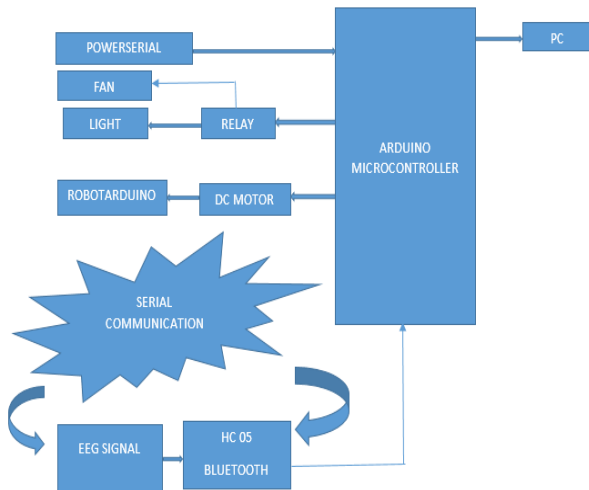 POWERSERIAL
PC
FAN
LIGHT
RELAY
ARDUINO
MICROCONTROLLER
ROBOTARDUINO
DC MOTOR
SERIAL
COMMUNICATION
EEG SIGNAL
HC 05
BLUETOOTH